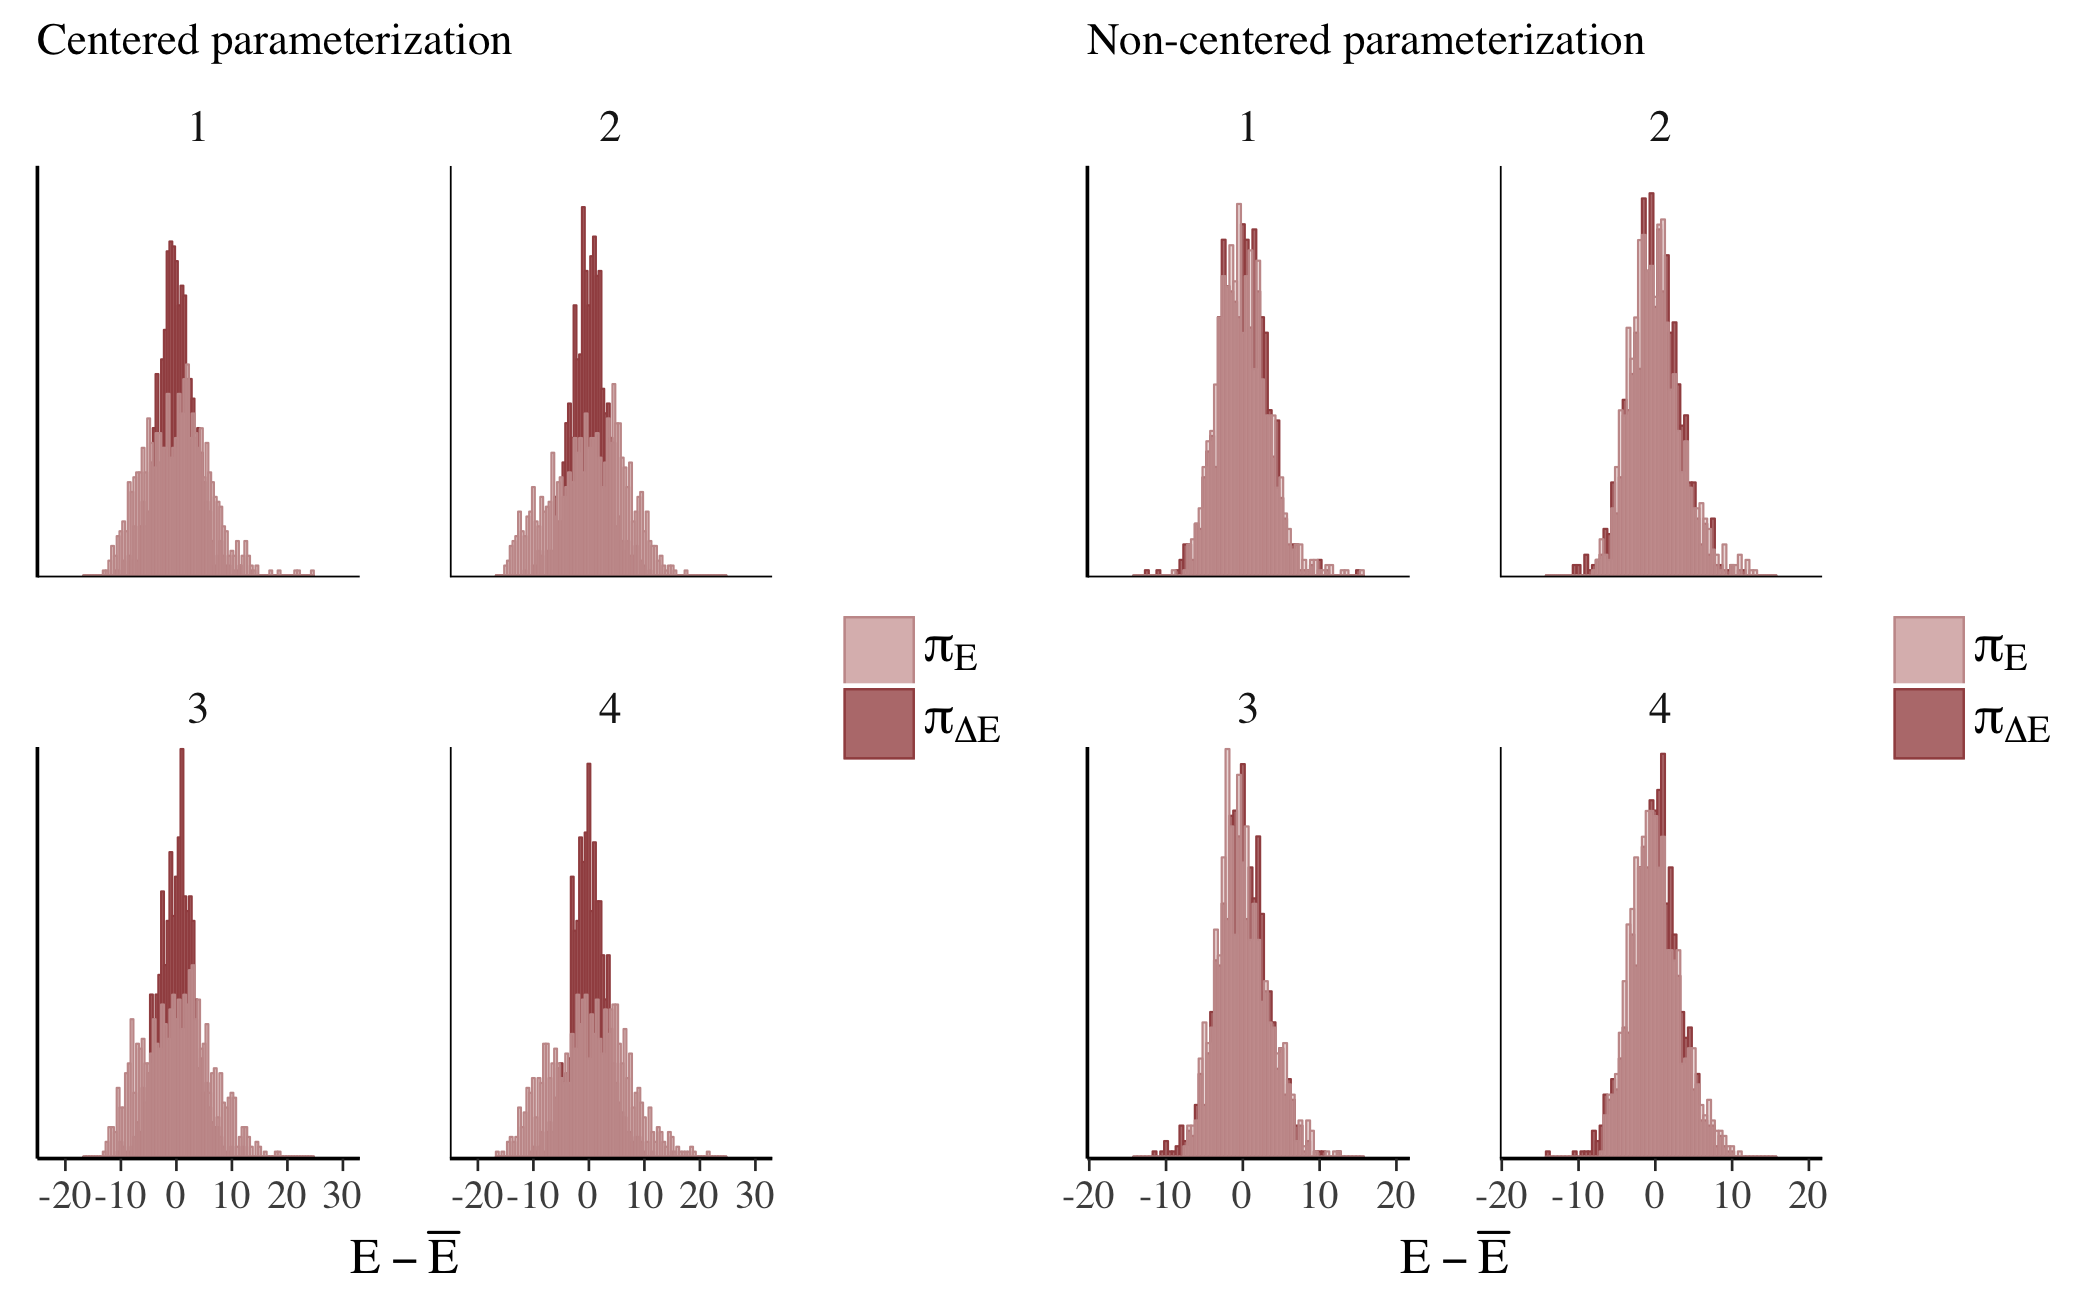 Centered parameterization
1 2
π_E
π_ΔE
3 4
-20 -10 0 10 20 30 -20 -10 0 10 20 30
E − E̅
Non-centered parameterization
1 2
π_E
π_ΔE
3 4
-20 -10 0 10 20 -20 -10 0 10 20
E − E̅